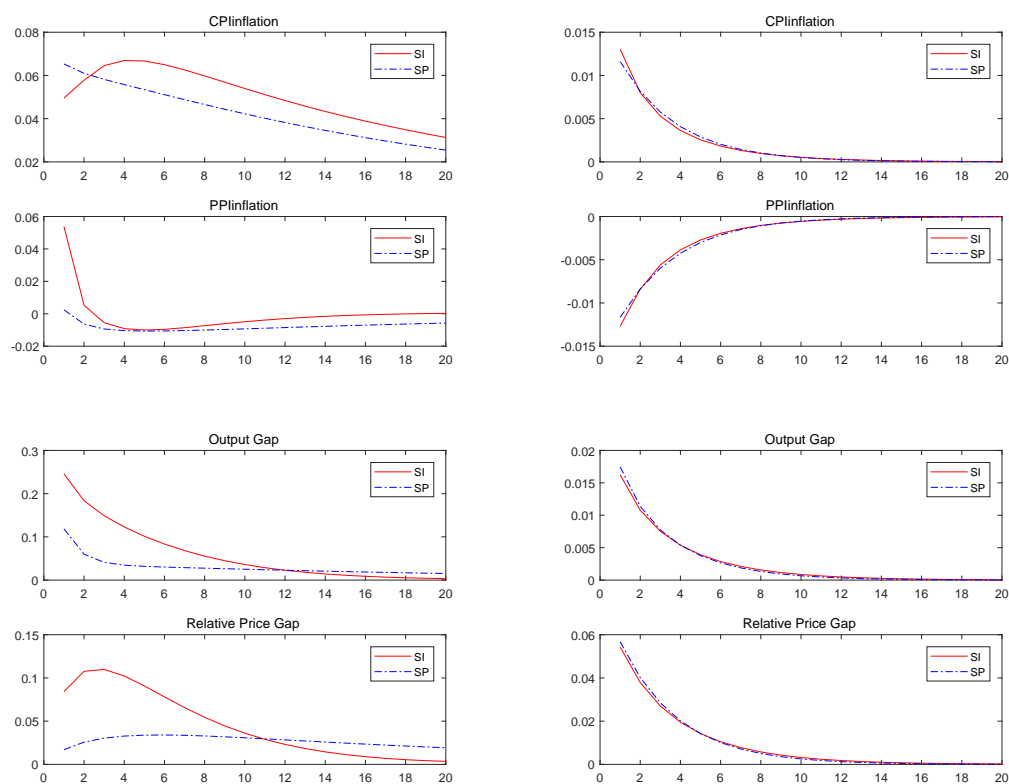 CPIinflation
0.08
0.06
0.04
0.02
SI
SP
0 2 4 6 8 10 12 14 16 18 20
CPIinflation
0.015
0.01
0.005
0
SI
SP
0 2 4 6 8 10 12 14 16 18 20
PPIinflation
0.06
0.04
0.02
0
-0.02
SI
SP
0 2 4 6 8 10 12 14 16 18 20
PPIinflation
0
-0.005
-0.01
-0.015
SI
SP
0 2 4 6 8 10 12 14 16 18 20
Output Gap
0.3
0.2
0.1
0
SI
SP
0 2 4 6 8 10 12 14 16 18 20
Output Gap
0.02
0.015
0.01
0.005
0
SI
SP
0 2 4 6 8 10 12 14 16 18 20
Relative Price Gap
0.15
0.1
0.05
0
SI
SP
0 2 4 6 8 10 12 14 16 18 20
Relative Price Gap
0.06
0.04
0.02
0
SI
SP
0 2 4 6 8 10 12 14 16 18 20